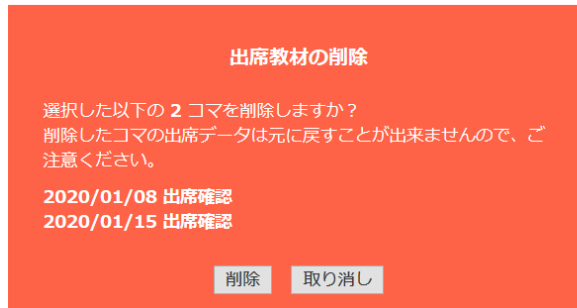 出席教材の削除
選択した以下の 2 コマを削除しますか？
削除したコマの出席データは元に戻すことが出来ませんので、ご
注意ください。
2020/01/08 出席確認
2020/01/15 出席確認
削除 取り消し